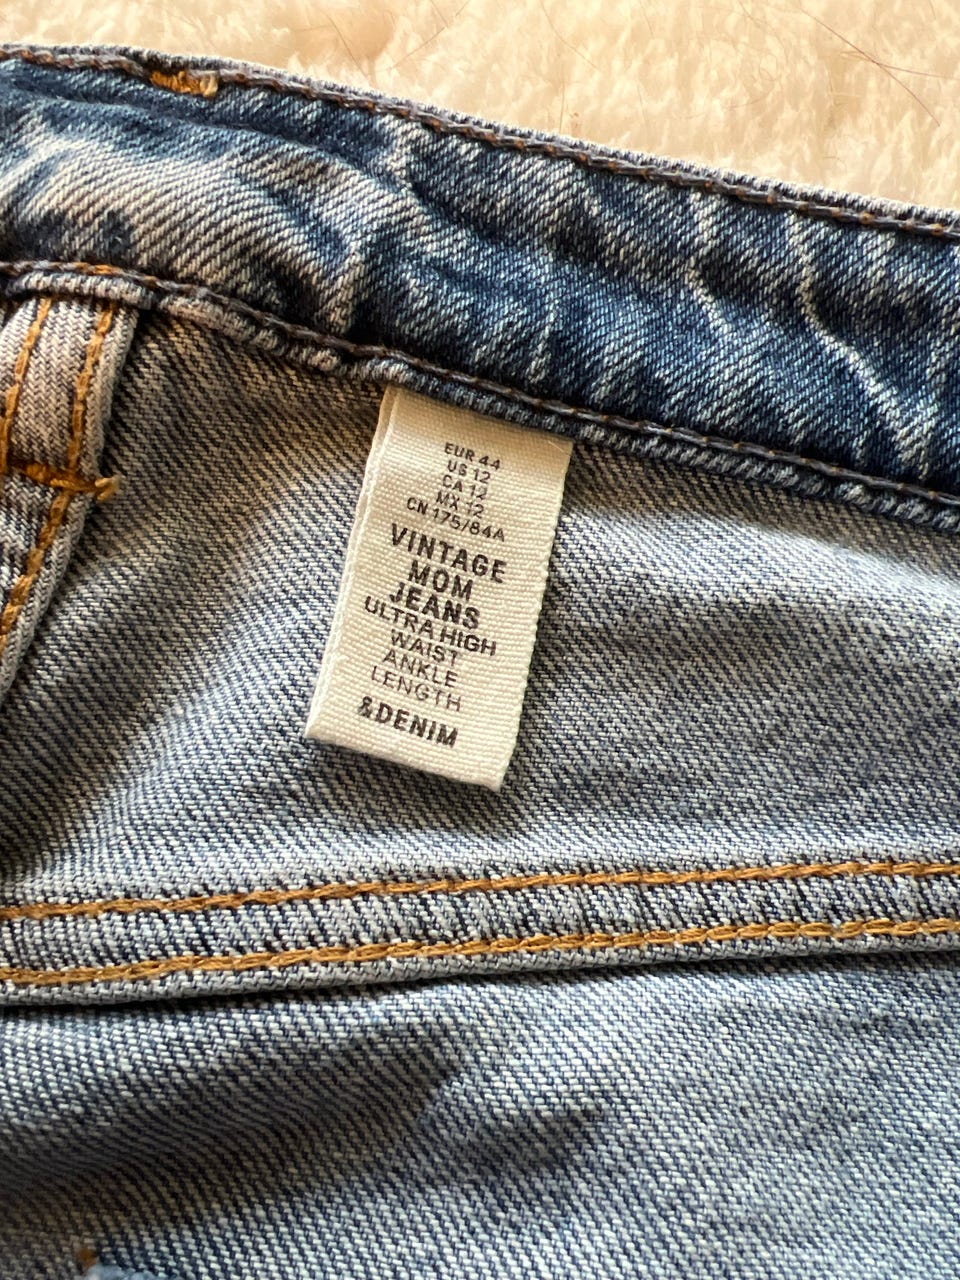 EUR 44
US 12
CA 12
MX 12
CN 175/84A
VINTAGE
MOM
JEANS
ULTRA HIGH
WAIST
ANKLE
LENGTH
&DENIM